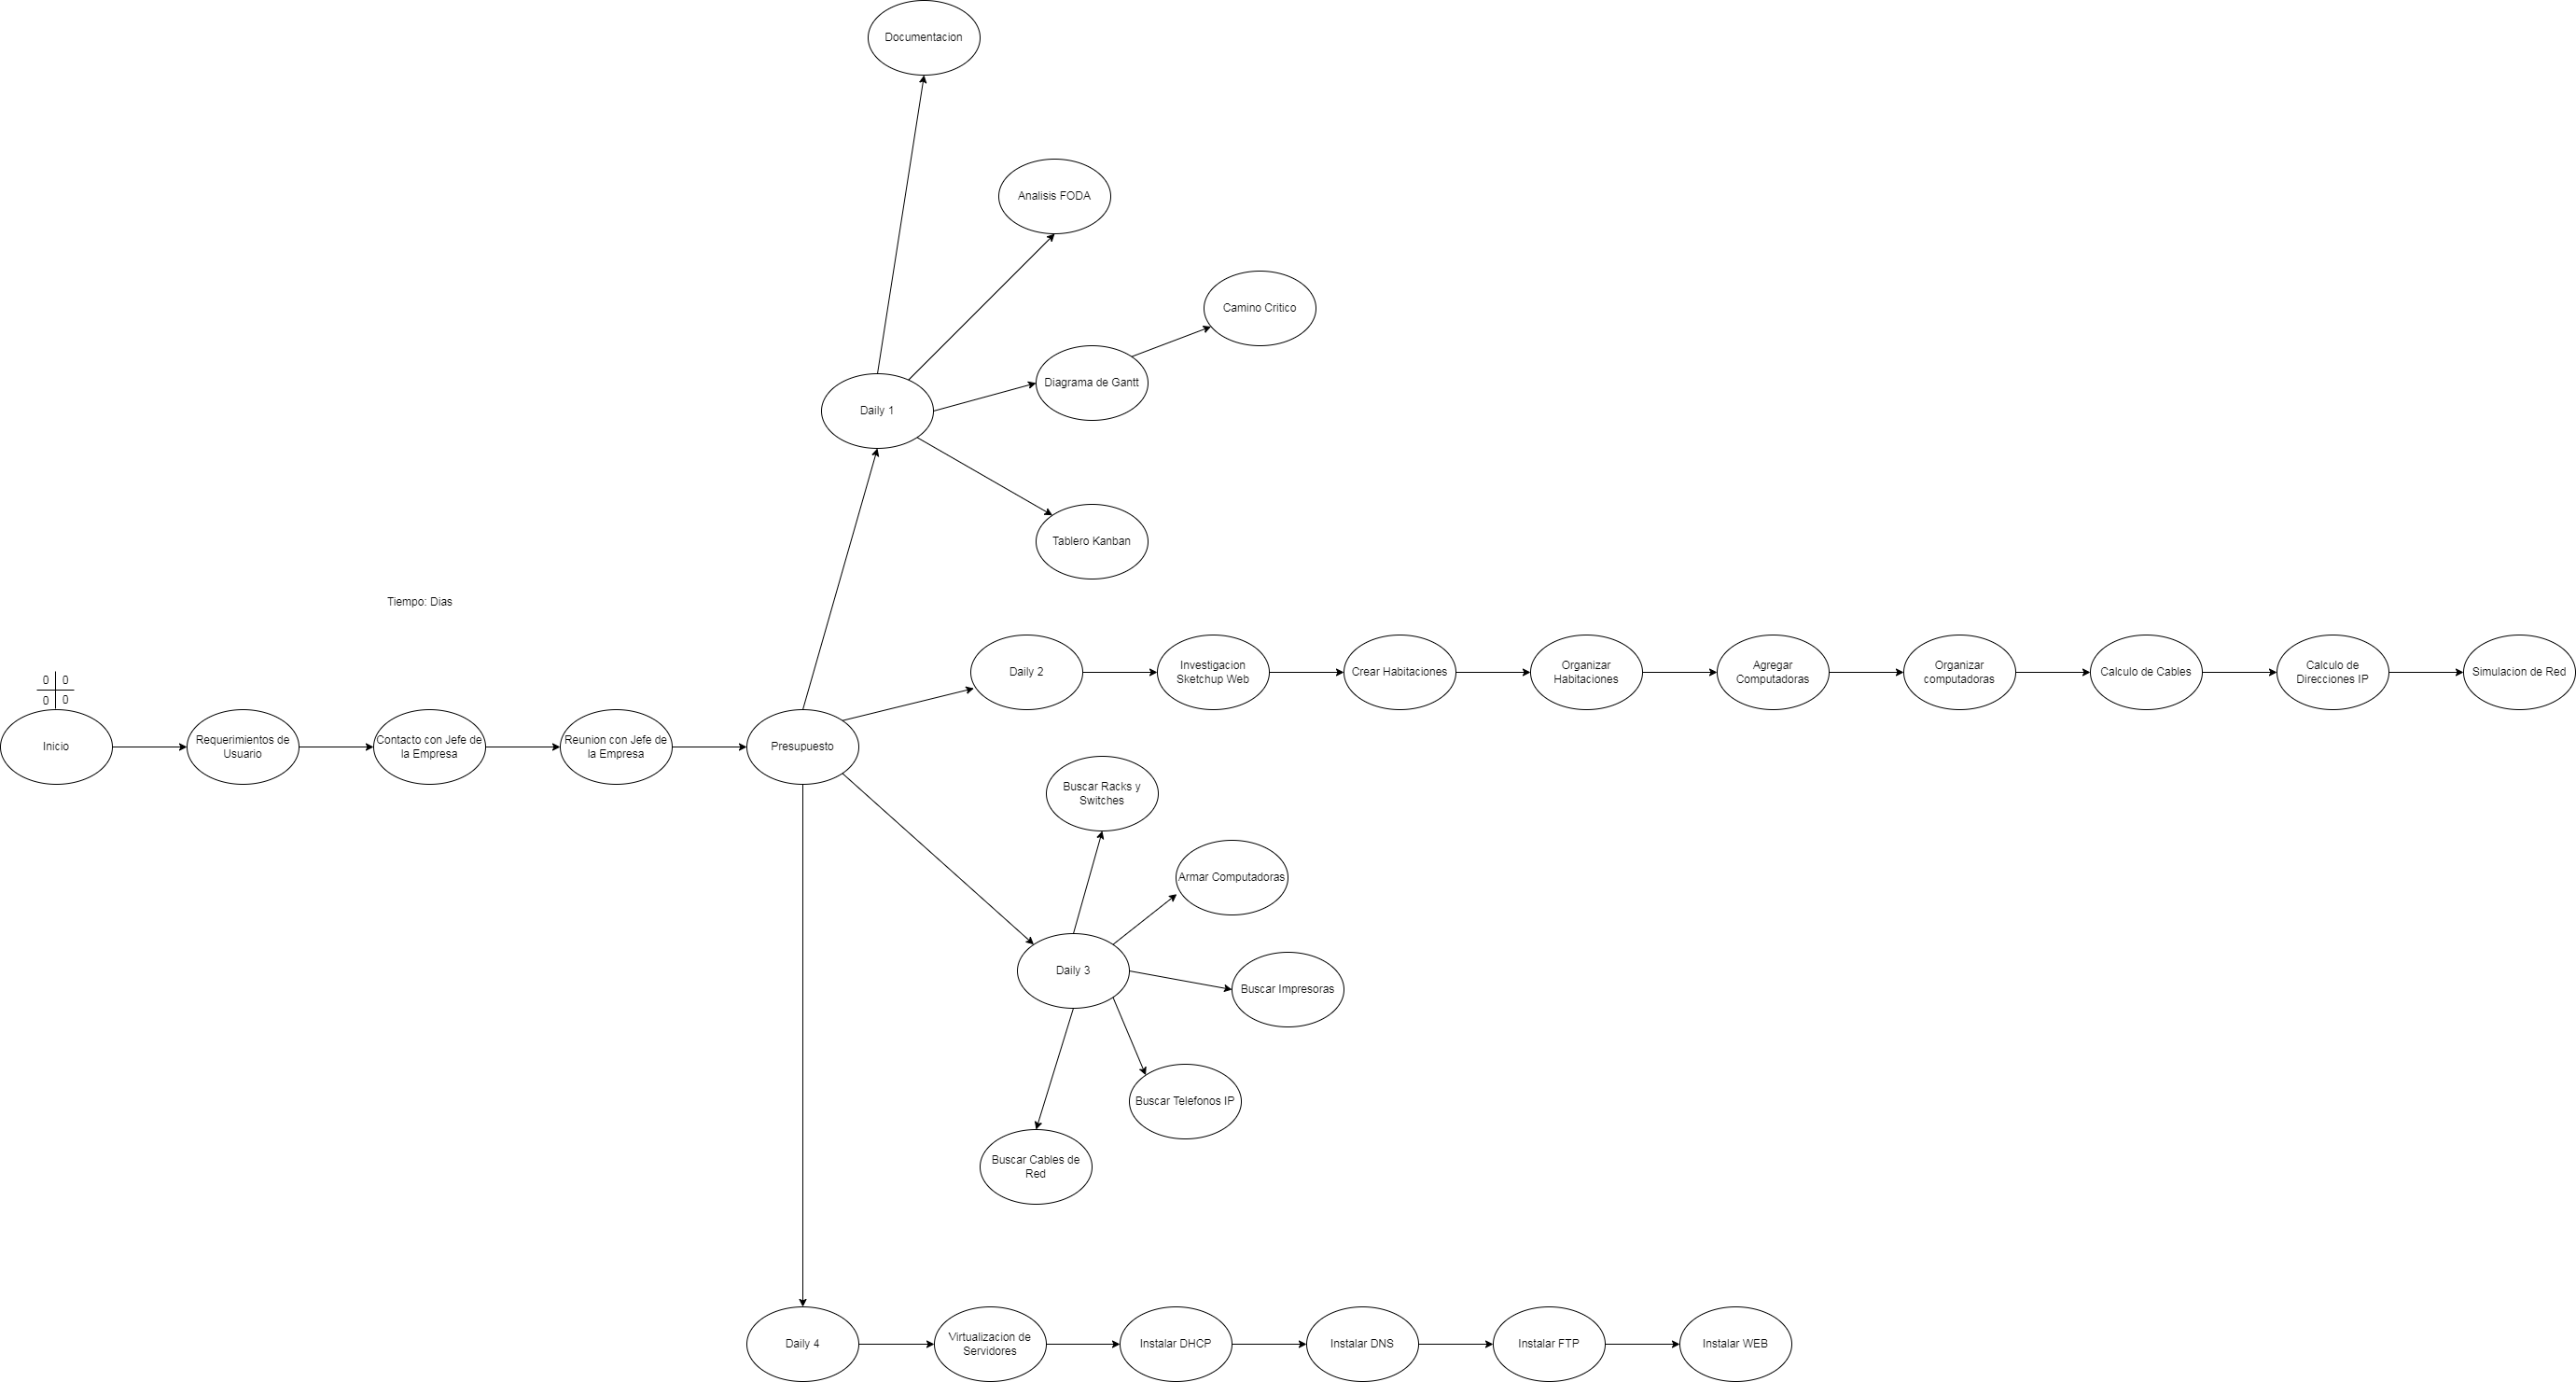 Documentacion
Analisis FODA
Camino Critico
Diagrama de Gantt
Daily 1
Tablero Kanban
Tiempo: Dias
0 0
0 0
Inicio
Requerimientos de
Usuario
Contacto con Jefe de
la Empresa
Reunion con Jefe de
la Empresa
Presupuesto
Daily 2
Investigacion
Sketchup Web
Crear Habitaciones
Organizar
Habitaciones
Agregar
Computadoras
Organizar
computadoras
Calculo de Cables
Calculo de
Direcciones IP
Simulacion de Red
Buscar Racks y
Switches
Armar Computadoras
Daily 3
Buscar Impresoras
Buscar Telefonos IP
Buscar Cables de
Red
Daily 4
Virtualizacion de
Servidores
Instalar DHCP
Instalar DNS
Instalar FTP
Instalar WEB